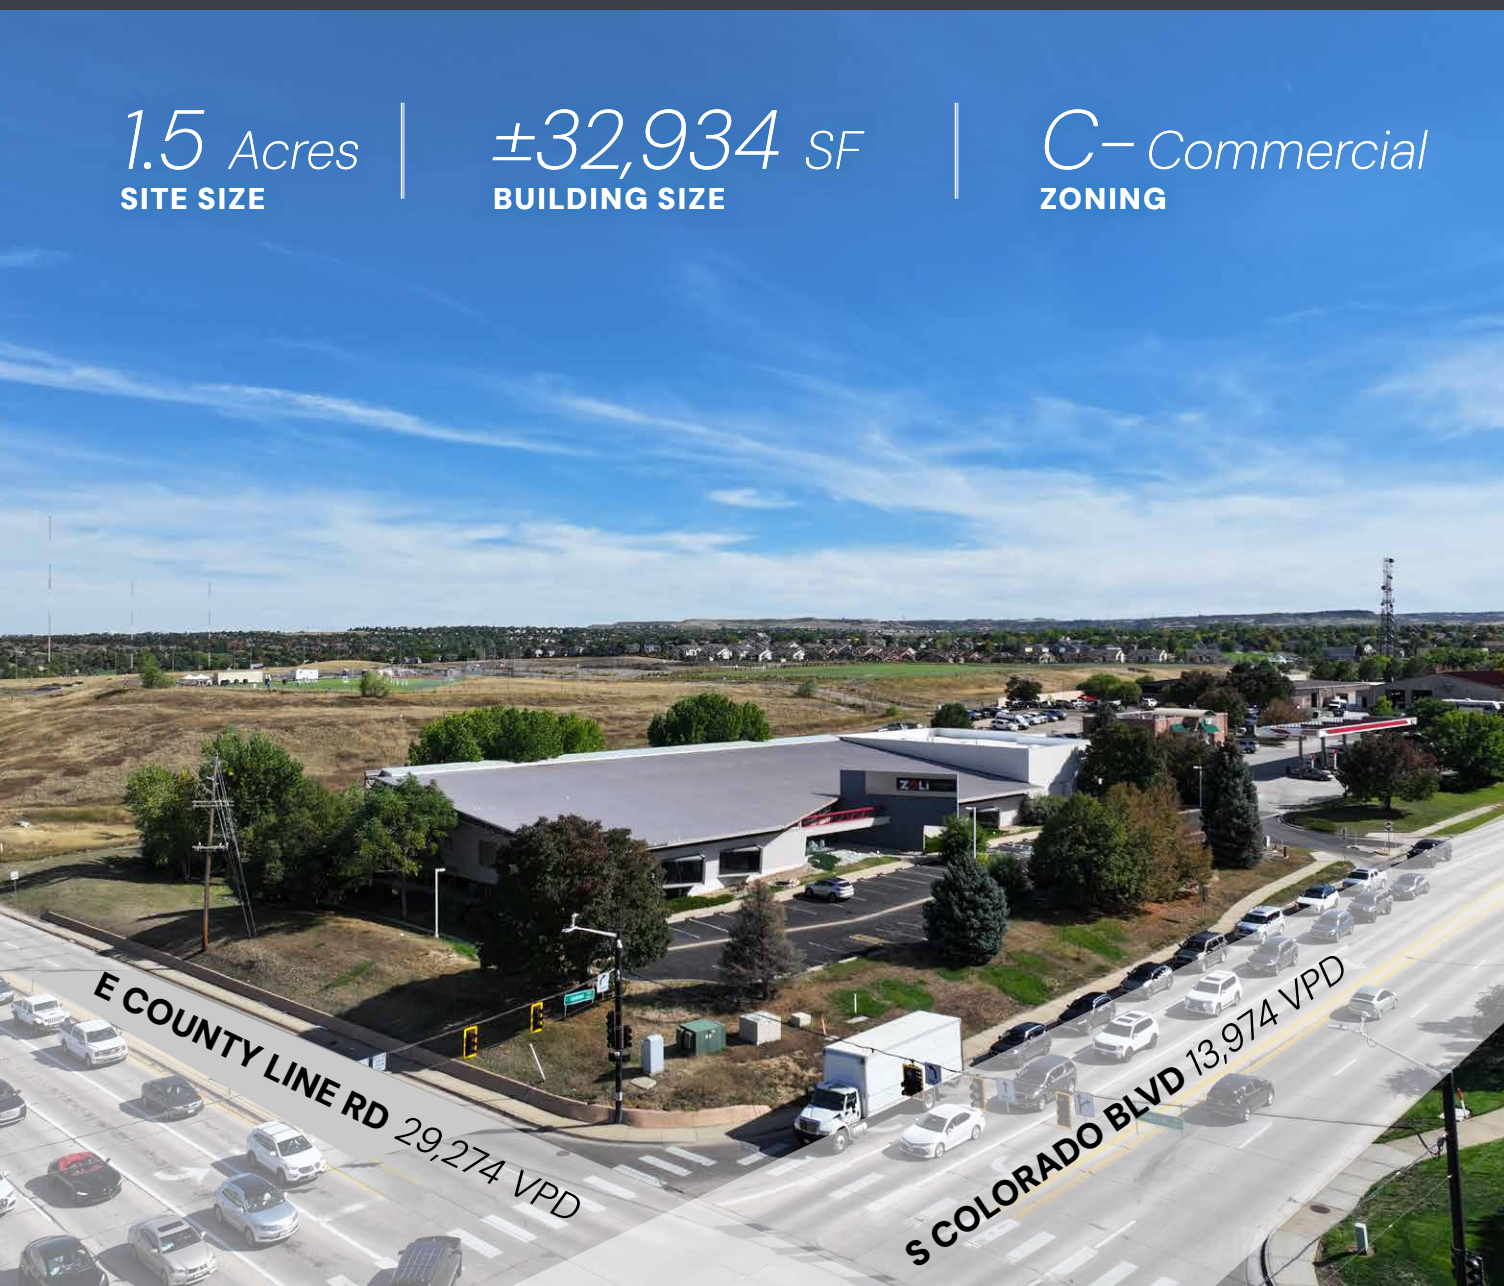 1.5 Acres
SITE SIZE
±32,934 SF
BUILDING SIZE
C- Commercial
ZONING
E COUNTY LINE RD 29,274 VPD
S COLORADO BLVD 13,974 VPD